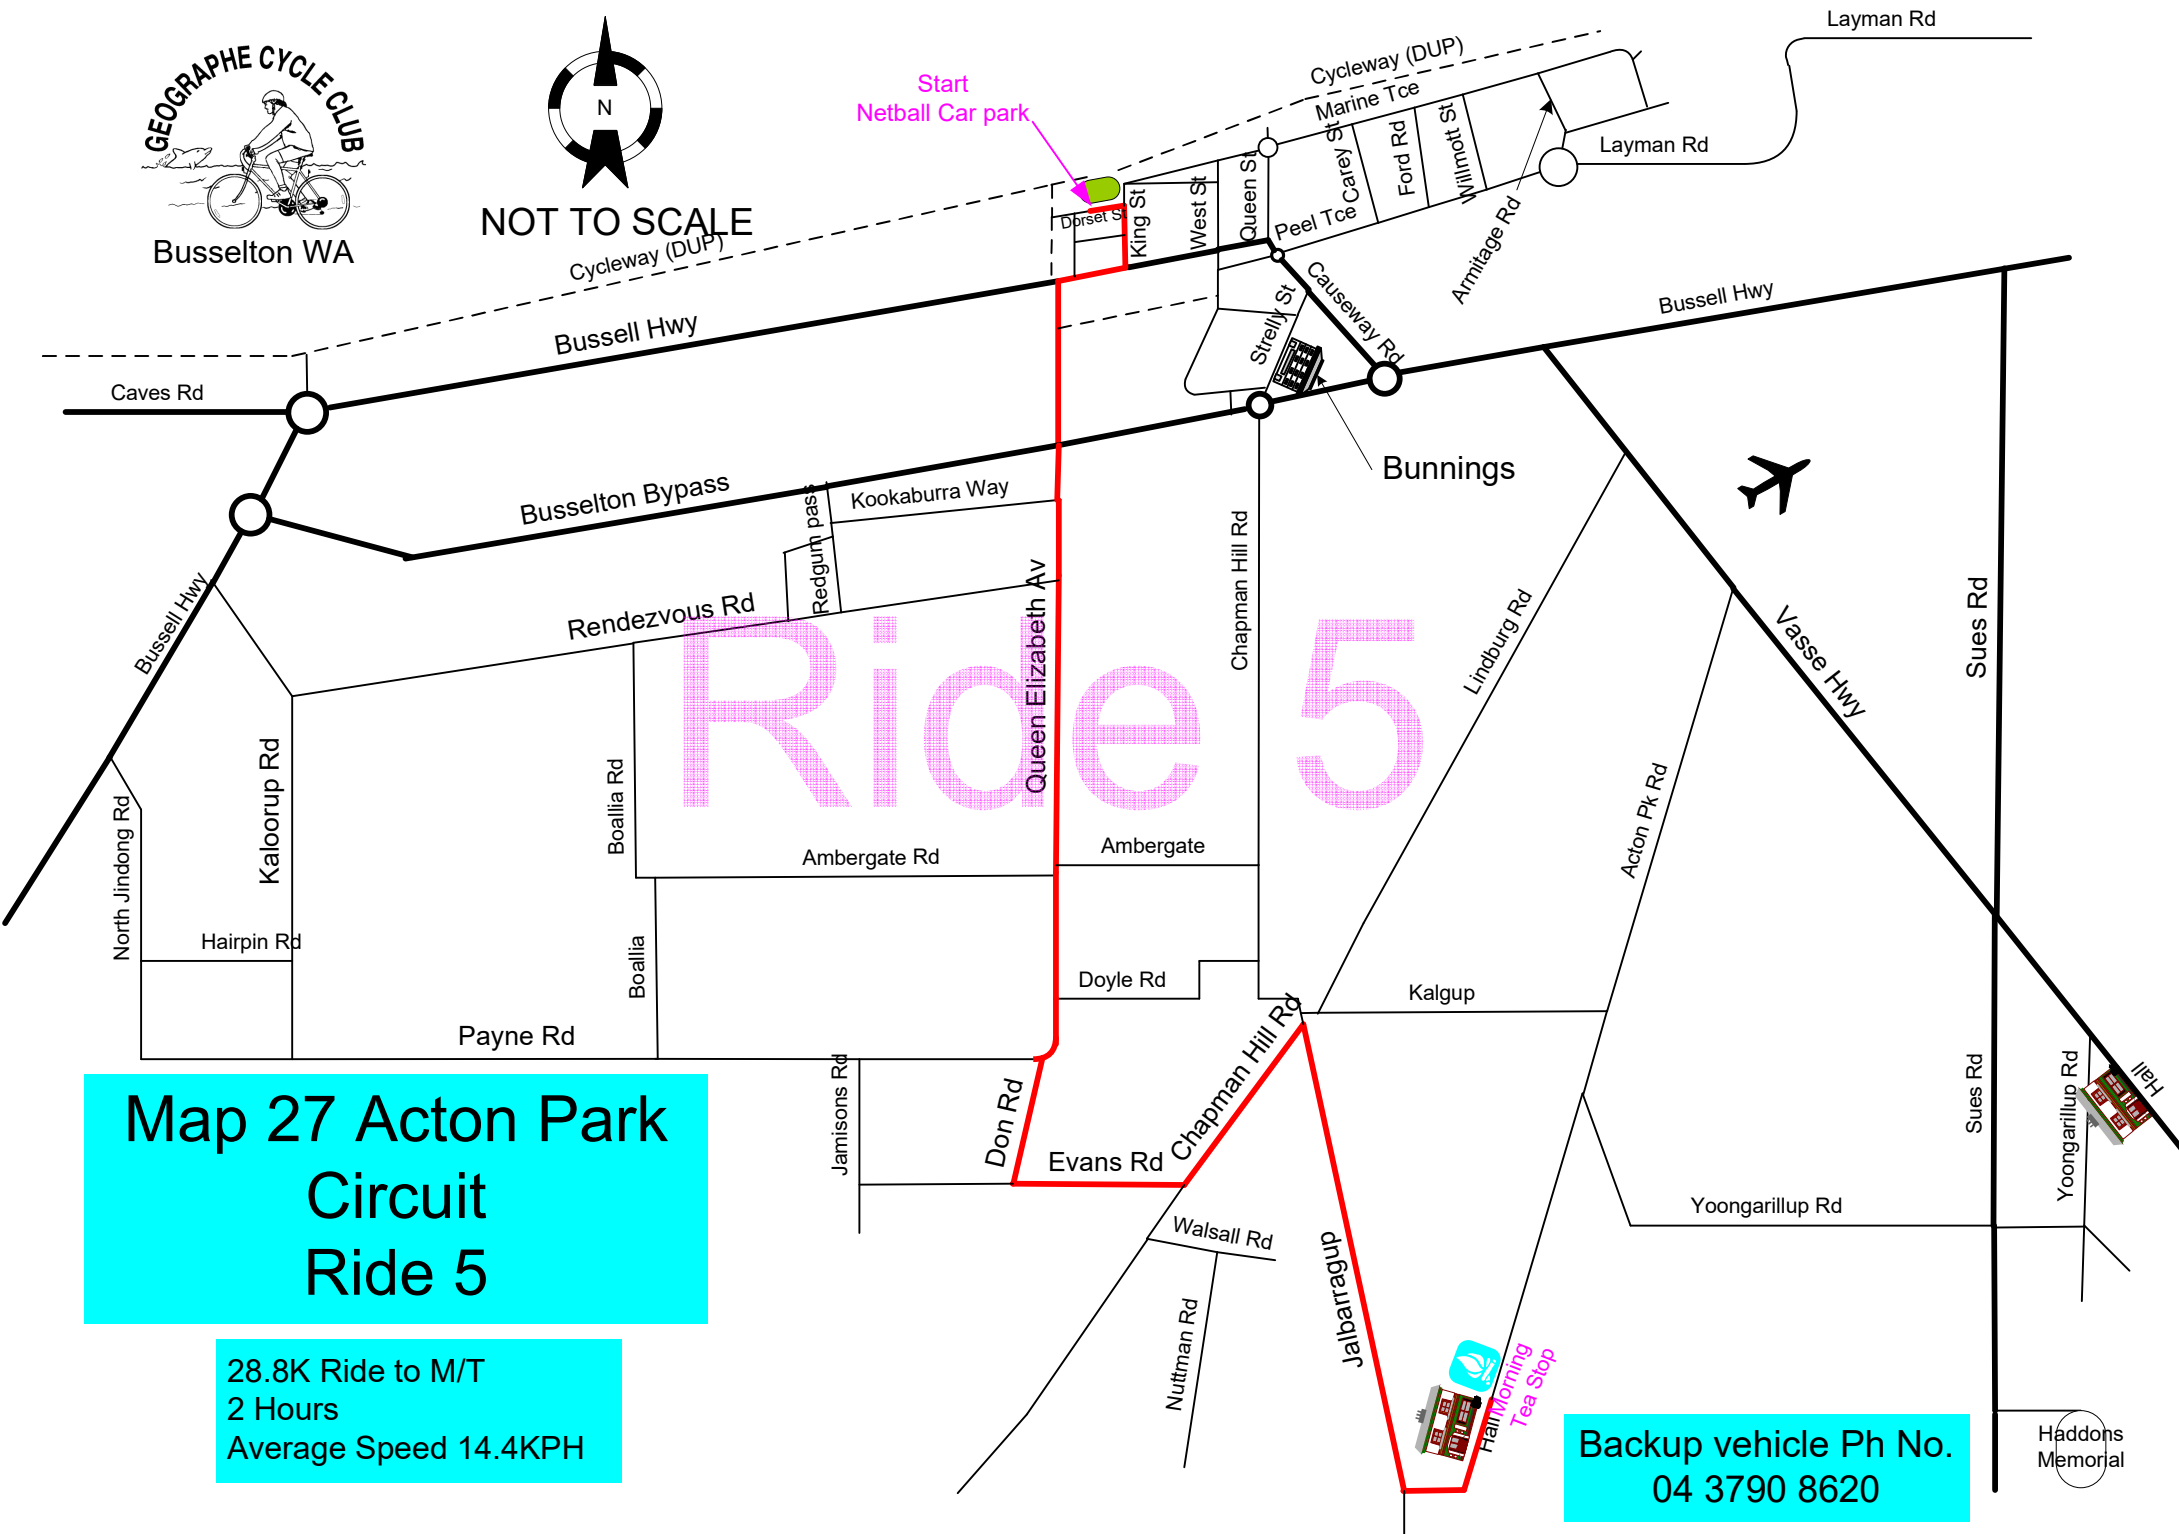 GEOGRAPHE CYCLE CLUB
Busselton WA
N
NOT TO SCALE
Start
Netball Car park
Layman Rd
Cycleway (DUP)
Marine Tce
Carey St
Ford Rd
Willmott St
Layman Rd
Armitage Rd
Dorset St
King St
West St
Queen St
Peel Tce
Causeway Rd
Strelly St
Cycleway (DUP)
Bussell Hwy
Bussell Hwy
Caves Rd
Bunnings
Busselton Bypass
Kookaburra Way
Redgum pass
Rendezvous Rd
Bussell Hwy
Queen Elizabeth Av
Chapman Hill Rd
Lindburg Rd
Vasse Hwy
Sues Rd
Ride 5
Kaloorup Rd
North Jindong Rd
Boallia Rd
Ambergate Rd
Ambergate
Acton Pk Rd
Hairpin Rd
Boallia
Doyle Rd
Kalgup
Payne Rd
Jamisons Rd
Don Rd
Evans Rd
Chapman Hill Rd
Sues Rd
Yoongarillup Rd
Hall
Yoongarillup Rd
Walsall Rd
Nuttman Rd
Jalbarragup
Map 27 Acton Park
Circuit
Ride 5
28.8K Ride to M/T
2 Hours
Average Speed 14.4KPH
Morning
Tea Stop
Hall
Backup vehicle Ph No.
04 3790 8620
Haddons
Memorial